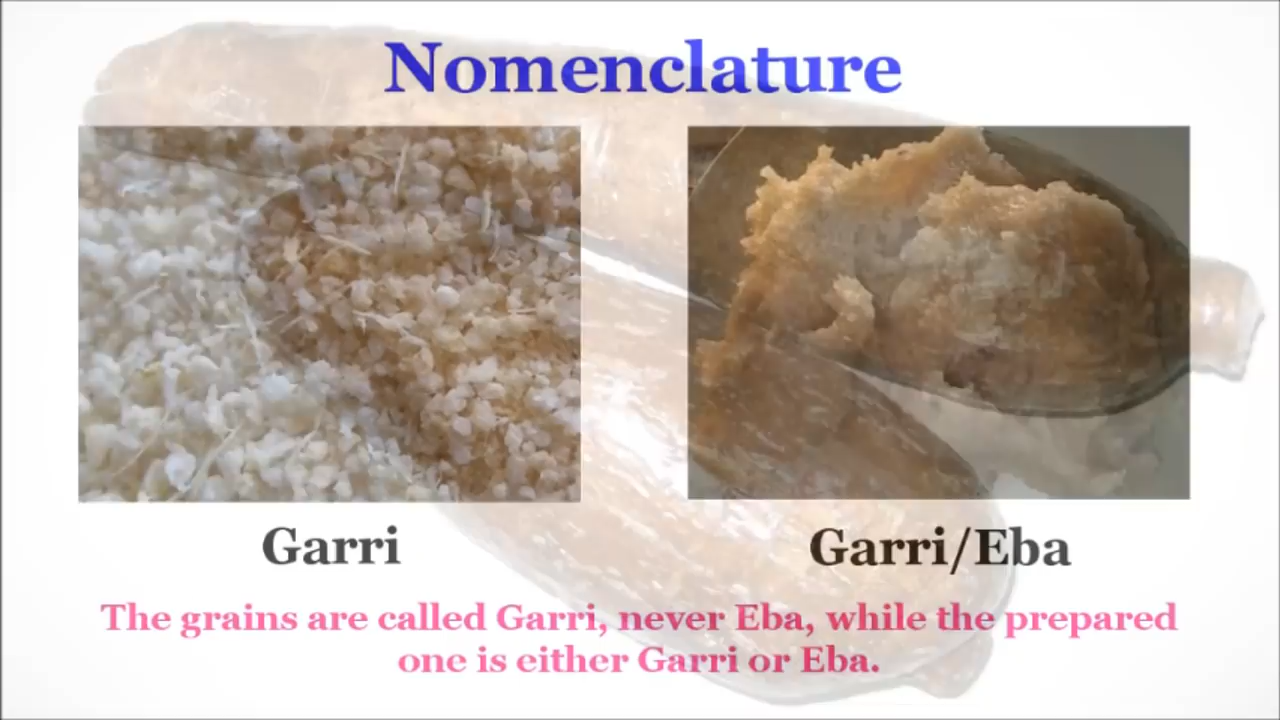 Nomenclature
Garri
Garri/Eba
The grains are called Garri, never Eba, while the prepared
one is either Garri or Eba.